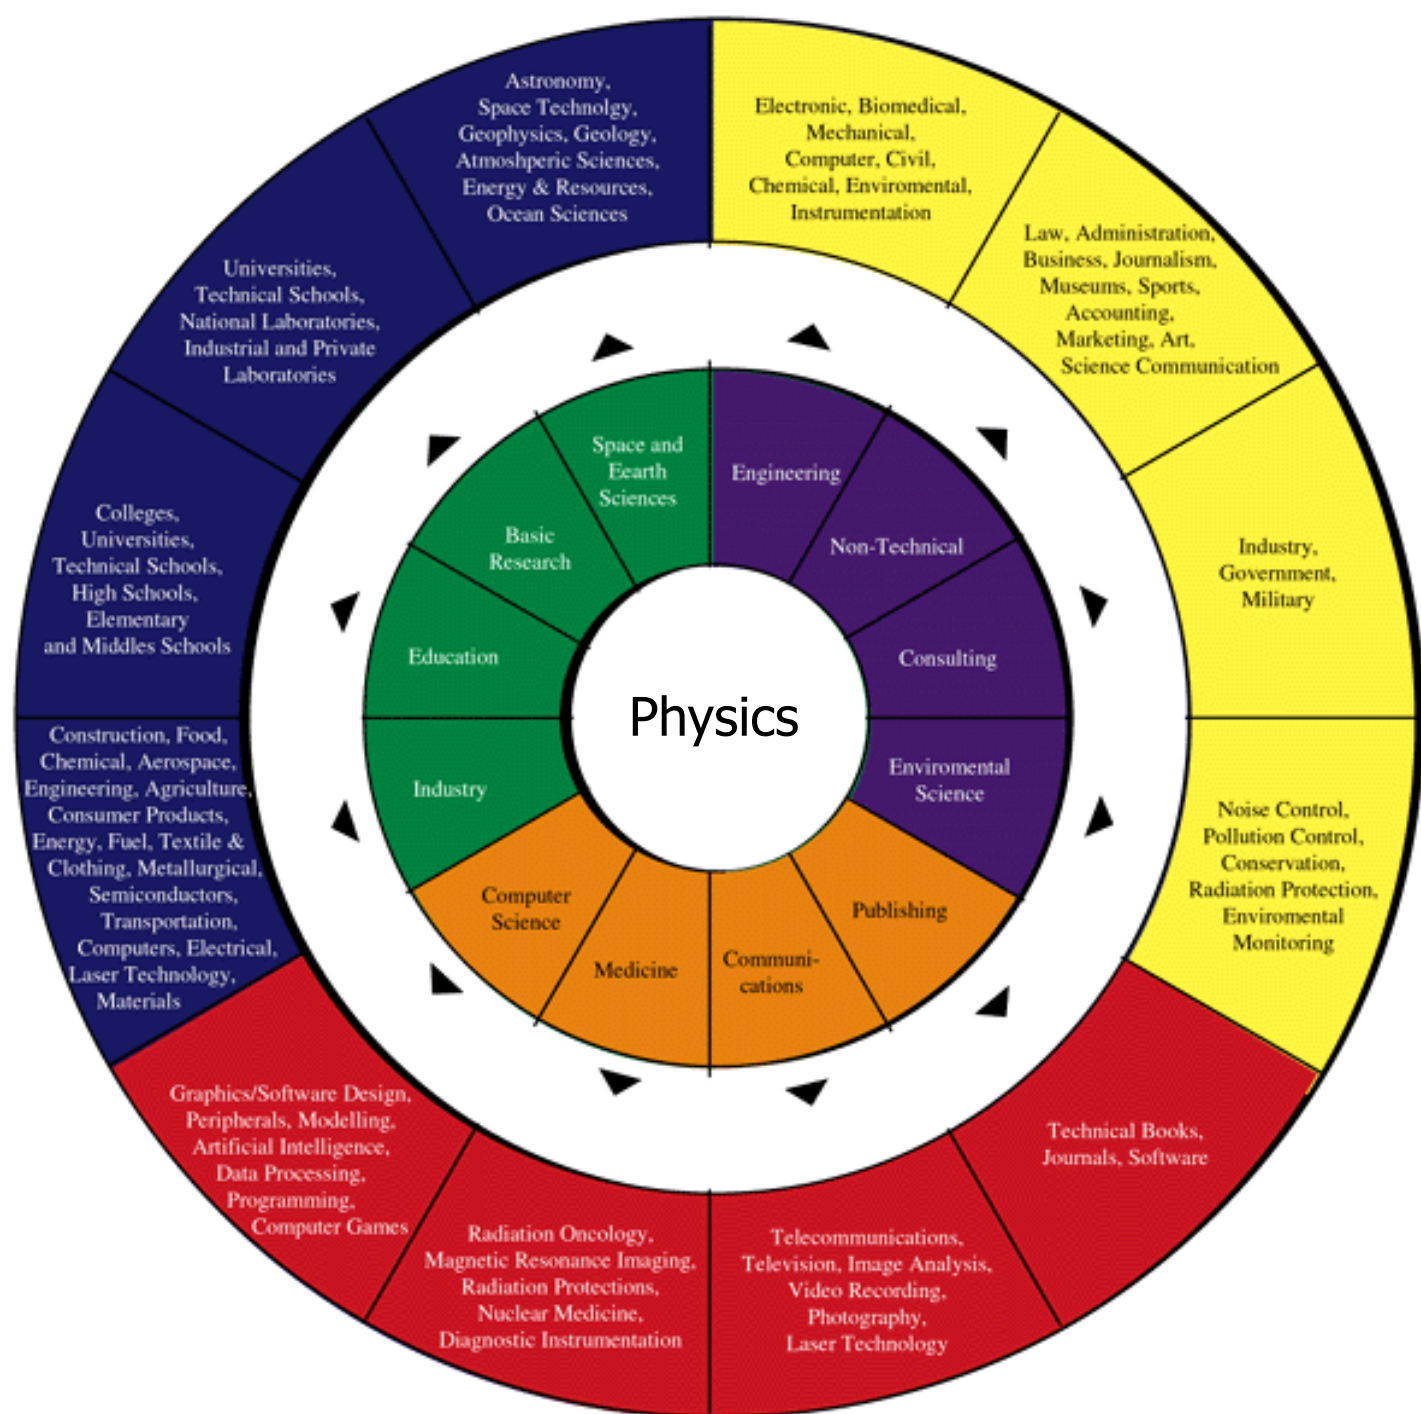 Astronomy,
Space Technolgy,
Geophysics, Geology,
Atmoshperic Sciences,
Energy & Resources,
Ocean Sciences
Electronic, Biomedical,
Mechanical,
Computer, Civil,
Chemical, Enviromental,
Instrumentation
Law, Administration,
Business, Journalism,
Museums, Sports,
Accounting,
Marketing, Art,
Science Communication
Industry,
Government,
Military
Noise Control,
Pollution Control,
Conservation,
Radiation Protection,
Enviromental
Monitoring
Technical Books,
Journals, Software
Telecommunications,
Television, Image Analysis,
Video Recording,
Photography,
Laser Technology
Radiation Oncology,
Magnetic Resonance Imaging,
Radiation Protections,
Nuclear Medicine,
Diagnostic Instrumentation
Graphics/Software Design,
Peripherals, Modelling,
Artificial Intelligence,
Data Processing,
Programming,
Computer Games
Construction, Food,
Chemical, Aerospace,
Engineering, Agriculture,
Consumer Products,
Energy, Fuel, Textile &
Clothing, Metallurgical,
Semiconductors,
Transportation,
Computers, Electrical,
Laser Technology,
Materials
Colleges,
Universities,
Technical Schools,
High Schools,
Elementary
and Middles Schools
Universities,
Technical Schools,
National Laboratories,
Industrial and Private
Laboratories
Space and
Eearth
Sciences
Engineering
Non-Technical
Consulting
Enviromental
Science
Publishing
Communi-
cations
Medicine
Computer
Science
Industry
Education
Basic
Research
Physics